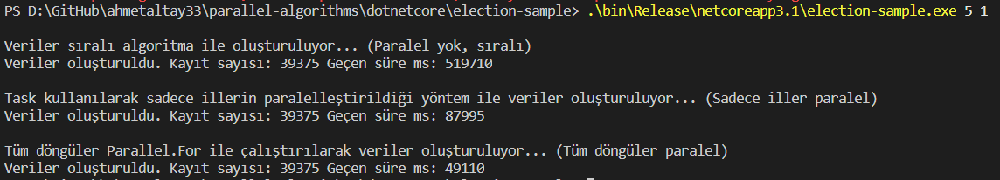 PS D:\GitHub\ahmetaltay33\parallel-algorithms\dotnetcore\election-sample> .\bin\Release\netcoreapp3.1\election-sample.exe 5 1
Veriler sıralı algoritma ile oluşturuluyor... (Paralel yok, sıralı)
Veriler oluşturuldu. Kayıt sayısı: 39375 Geçen süre ms: 519710
Task kullanılarak sadece illerin paralelleştirildiği yöntem ile veriler oluşturuluyor... (Sadece iller paralel)
Veriler oluşturuldu. Kayıt sayısı: 39375 Geçen süre ms: 87995
Tüm döngüler Parallel.For ile çalıştırılarak veriler oluşturuluyor... (Tüm döngüler paralel)
Veriler oluşturuldu. Kayıt sayısı: 39375 Geçen süre ms: 49110